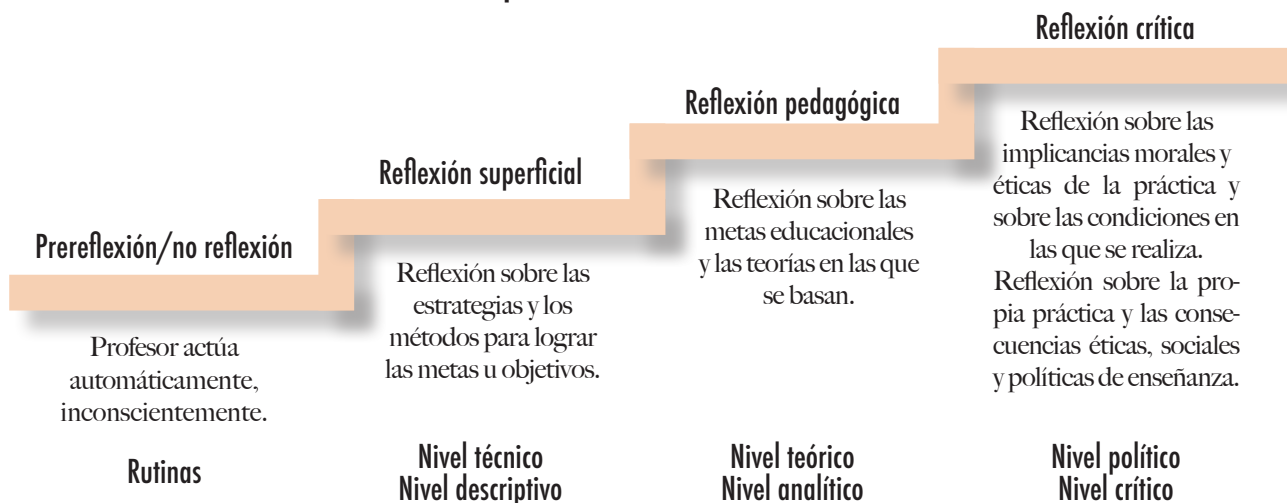 Prereflexión/no reflexión
Profesor actúa
automáticamente,
inconscientemente.
Rutinas
Reflexión superficial
Reflexión sobre las
estrategias y los
métodos para lograr
las metas u objetivos.
Nivel técnico
Nivel descriptivo
Reflexión pedagógica
Reflexión sobre las
metas educacionales
y las teorías en las que
se basan.
Nivel teórico
Nivel analítico
Reflexión crítica
Reflexión sobre las
implicancias morales y
éticas de la práctica y
sobre las condiciones en
las que se realiza.
Reflexión sobre la pro-
pia práctica y las conse-
cuencias éticas, sociales
y políticas de enseñanza.
Nivel político
Nivel crítico